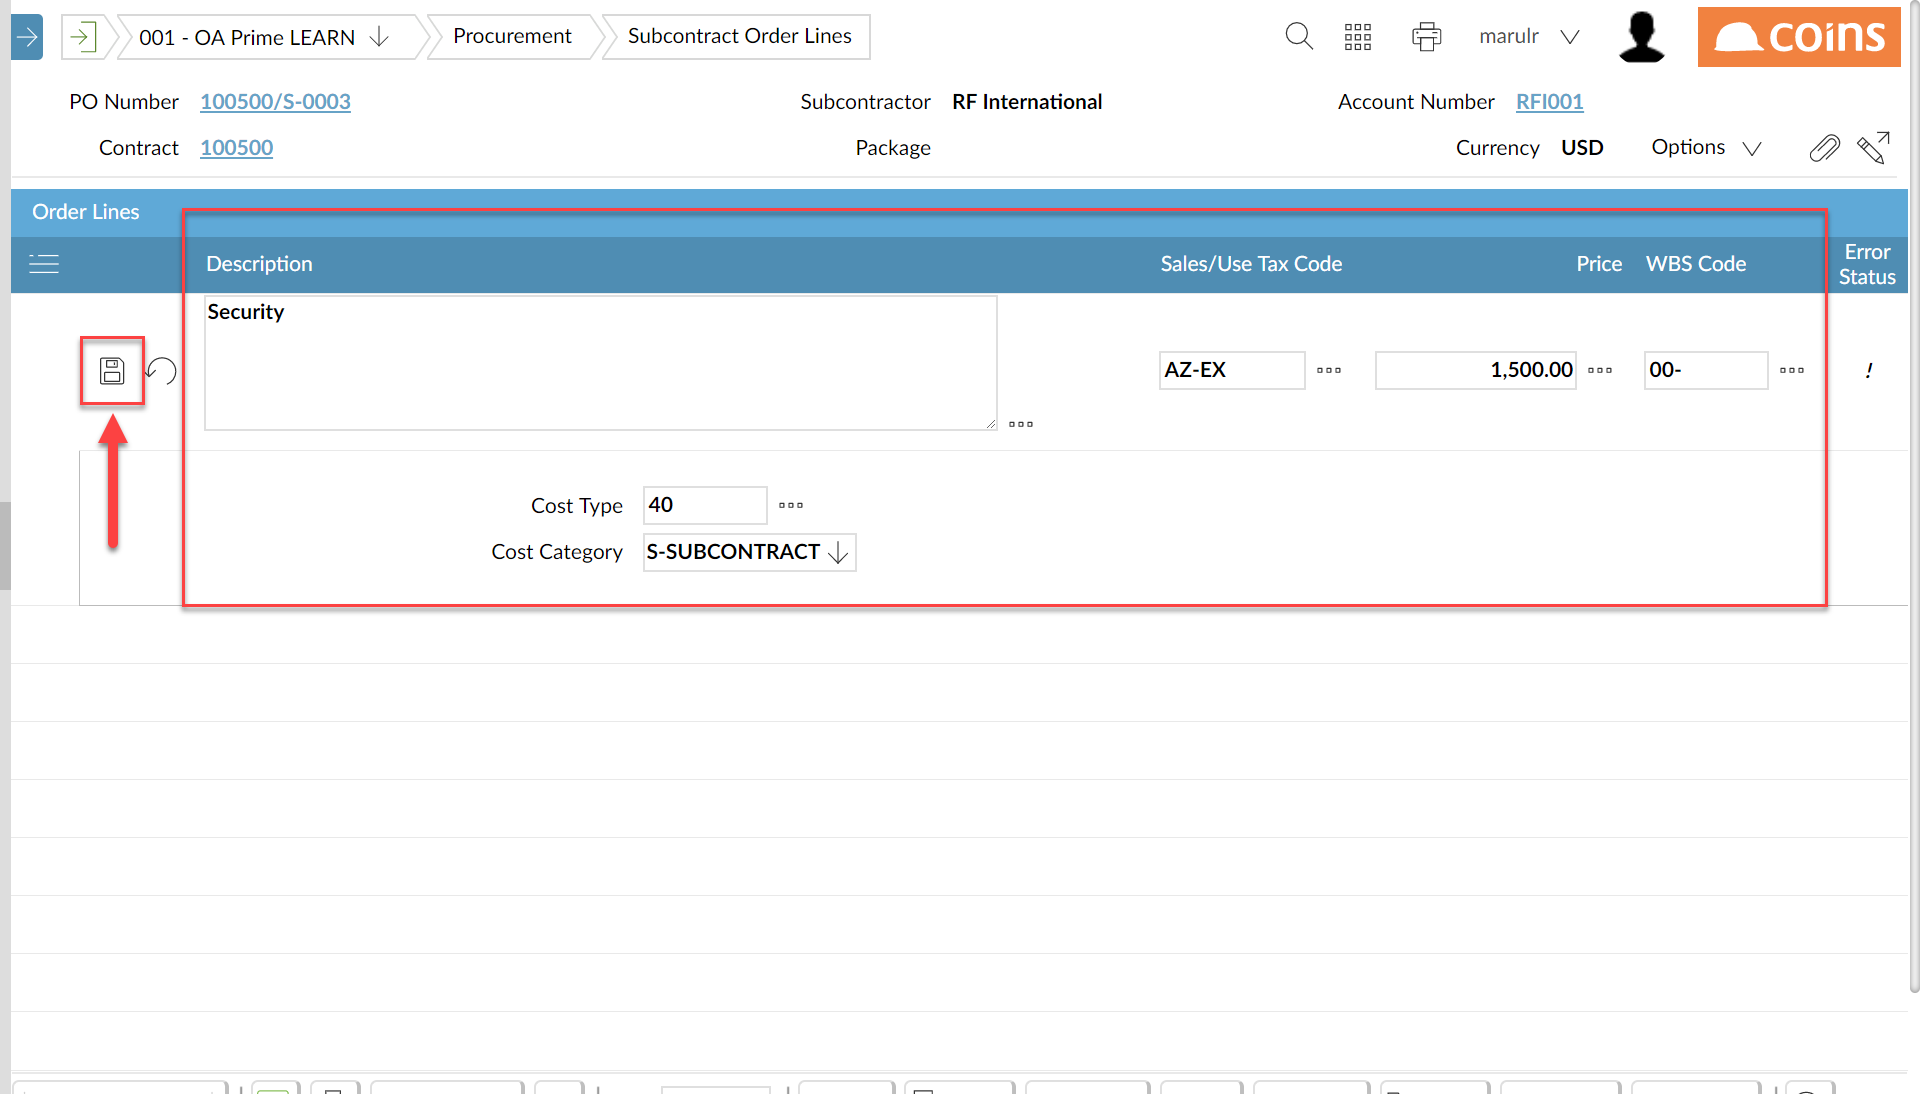 001 - OA Prime LEARN
Procurement
Subcontract Order Lines
marulr
coins
PO Number 100500/S-0003
Subcontractor RF International
Account Number RFI001
Contract 100500
Package
Currency USD
Options
Order Lines
Description
Sales/Use Tax Code
Price
WBS Code
Error
Status
Security
AZ-EX
1,500.00
00-
!
Cost Type 40
Cost Category S-SUBCONTRACT